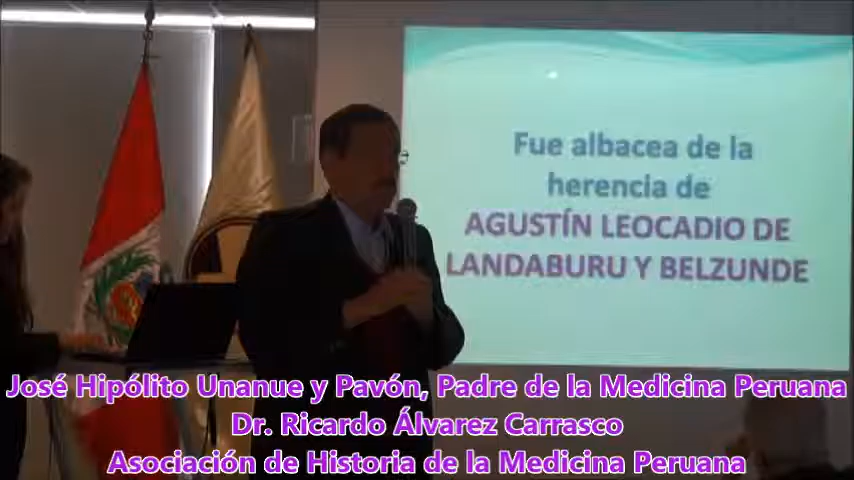 Fue albacea de la
herencia de
AGUSTÍN LEOCADIO DE
LANDABURU Y BELZUNDE
José Hipólito Unanue y Pavón, Padre de la Medicina Peruana
Dr. Ricardo Álvarez Carrasco
Asociación de Historia de la Medicina Peruana